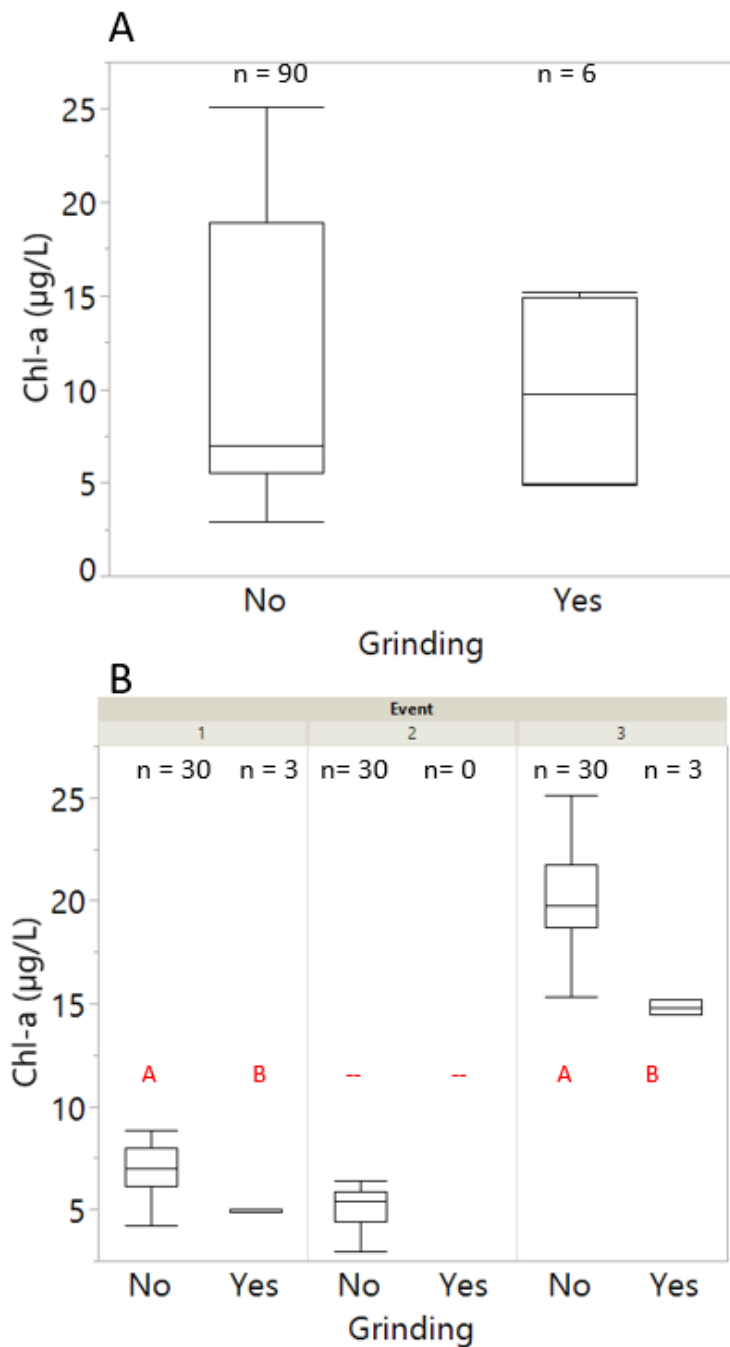 A
n = 90 n = 6
25
20
15
10
5
0
Chl-a (µg/L)
No Yes
Grinding
B
Event
1 2 3
n = 30 n = 3 n= 30 n= 0 n = 30 n = 3
25
20
15
10
5
Chl-a (µg/L)
A B -- -- A B
No Yes No Yes No Yes
Grinding